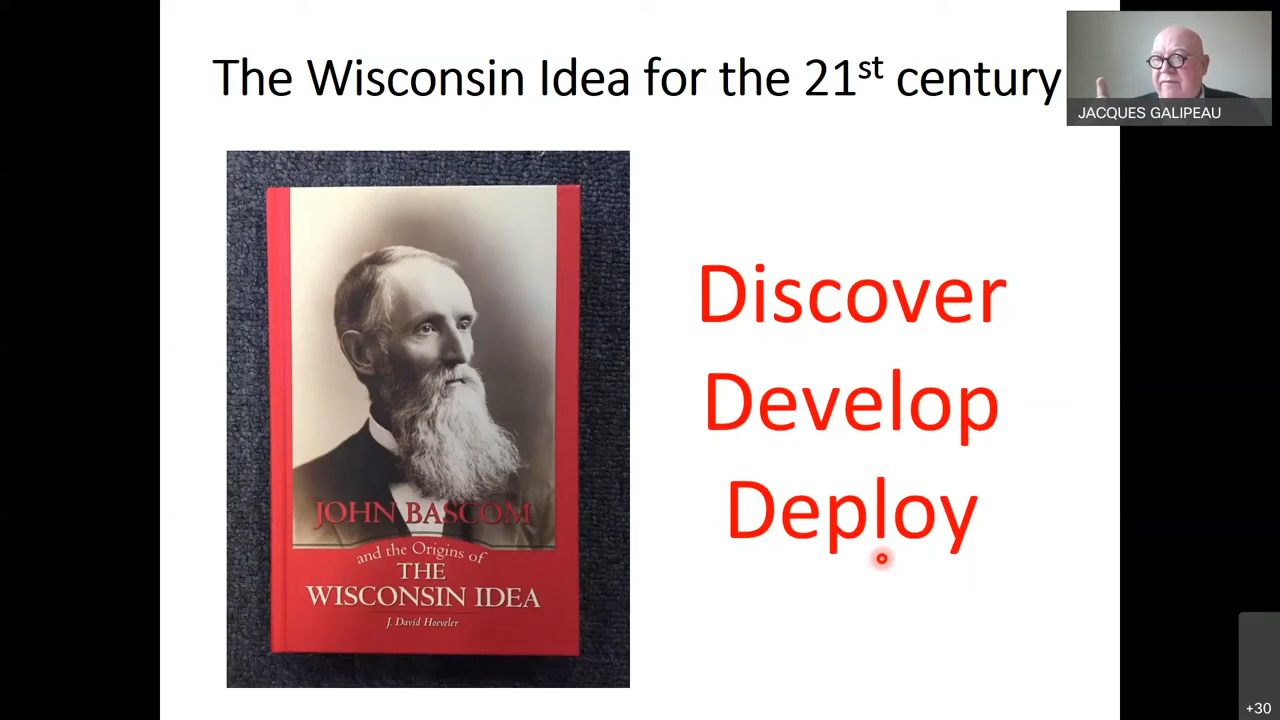 The Wisconsin Idea for the 21st century
JACQUES GALIPEAU
JOHN BASCOM
and the Origins of
THE
WISCONSIN IDEA
J. David Hoeveler
Discover
Develop
Deploy
+30